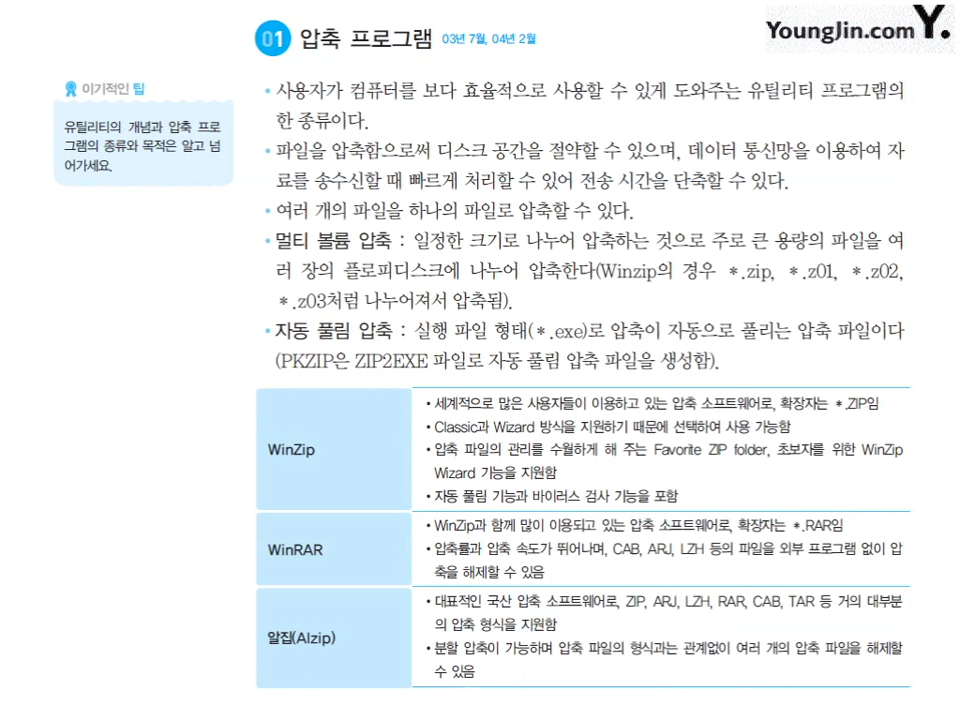 01 압축 프로그램 03년 7월, 04년 2월
YoungJin.com Y.
이기적인 팁
유틸리티의 개념과 압축 프로
그램의 종류와 목적은 알고 넘
어가세요.
• 사용자가 컴퓨터를 보다 효율적으로 사용할 수 있게 도와주는 유틸리티 프로그램의
한 종류이다.
• 파일을 압축함으로써 디스크 공간을 절약할 수 있으며, 데이터 통신망을 이용하여 자
료를 송수신할 때 빠르게 처리할 수 있어 전송 시간을 단축할 수 있다.
• 여러 개의 파일을 하나의 파일로 압축할 수 있다.
• 멀티 볼륨 압축 : 일정한 크기로 나누어 압축하는 것으로 주로 큰 용량의 파일을 여
러 장의 플로피디스크에 나누어 압축한다(Winzip의 경우 *.zip, *.z01, *.z02,
*.z03처럼 나누어져서 압축됨).
• 자동 풀림 압축 : 실행 파일 형태(*.exe)로 압축이 자동으로 풀리는 압축 파일이다
(PKZIP은 ZIP2EXE 파일로 자동 풀림 압축 파일을 생성함).
WinZip
• 세계적으로 많은 사용자들이 이용하고 있는 압축 소프트웨어로, 확장자는 *.ZIP임
• Classic과 Wizard 방식을 지원하기 때문에 선택하여 사용 가능함
• 압축 파일의 관리를 수월하게 해 주는 Favorite ZIP folder, 초보자를 위한 WinZip
Wizard 기능을 지원함
• 자동 풀림 기능과 바이러스 검사 기능을 포함
WinRAR
• WinZip과 함께 많이 이용되고 있는 압축 소프트웨어로, 확장자는 *.RAR임
• 압축률과 압축 속도가 뛰어나며, CAB, ARJ, LZH 등의 파일을 외부 프로그램 없이 압
축을 해제할 수 있음
알집(Alzip)
• 대표적인 국산 압축 소프트웨어로, ZIP, ARJ, LZH, RAR, CAB, TAR 등 거의 대부분
의 압축 형식을 지원함
• 분할 압축이 가능하며 압축 파일의 형식과는 관계없이 여러 개의 압축 파일을 해제할
수 있음